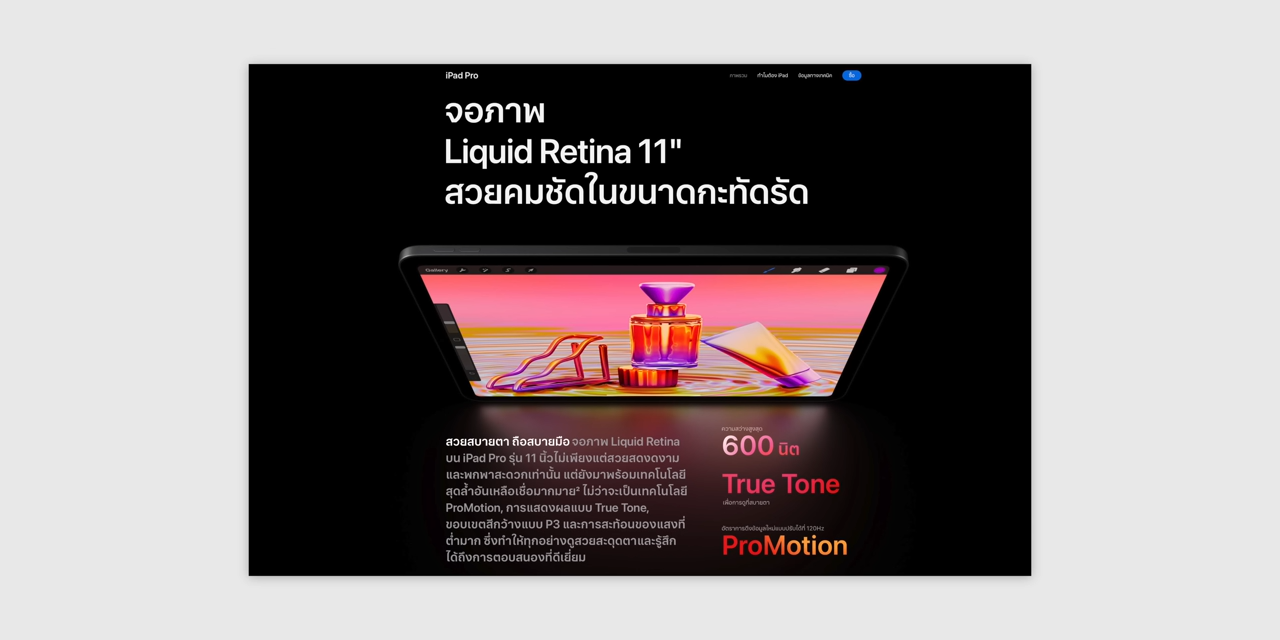 iPad Pro
ภาพรวม ทำไมต้อง iPad ข้อมูลทางเทคนิค ซื้อ
จอภาพ
Liquid Retina 11"
สวยคมชัดในขนาดกะทัดรัด
Gallery
สวยสบายตา ถือสบายมือ จอภาพ Liquid Retina
บน iPad Pro รุ่น 11 นิ้วไม่เพียงแต่สวยสดงดงาม
และพกพาสะดวกเท่านั้น แต่ยังมาพร้อมเทคโนโลยี
สุดล้ำอันเหลือเชื่อมากมาย² ไม่ว่าจะเป็นเทคโนโลยี
ProMotion, การแสดงผลแบบ True Tone,
ขอบเขตสีกว้างแบบ P3 และการสะท้อนของแสงที่
ต่ำมาก ซึ่งทำให้ทุกอย่างดูสวยสะดุดตาและรู้สึก
ได้ถึงการตอบสนองที่ดีเยี่ยม
ความสว่างสูงสุด
600 นิต
True Tone
เพื่อการดูที่สบายตา
อัตราการดึงข้อมูลใหม่แบบปรับได้ที่ 120Hz
ProMotion